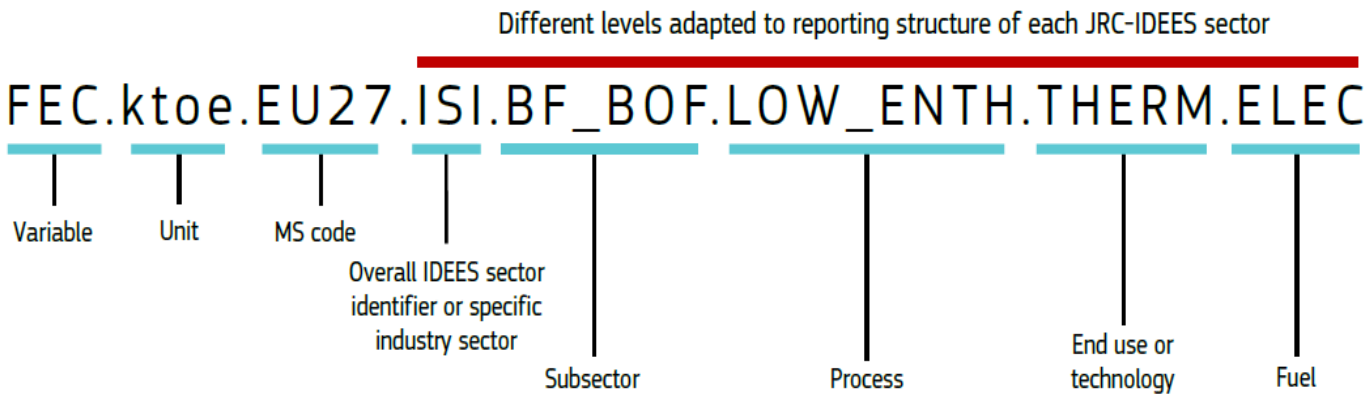 Different levels adapted to reporting structure of each JRC-IDEES sector
FEC.ktoe.EU27.ISI.BF_BOF.LOW_ENTH.THERM.ELEC
Variable
Unit
MS code
Overall IDEES sector
identifier or specific
industry sector
Subsector
Process
End use or
technology
Fuel